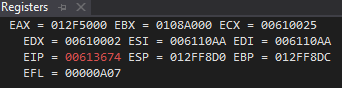 Registers
EAX = 012F5000 EBX = 0108A000 ECX = 00610025
EDX = 00610002 ESI = 006110AA EDI = 006110AA
EIP = 00613674 ESP = 012FF8D0 EBP = 012FF8DC
EFL = 00000A07